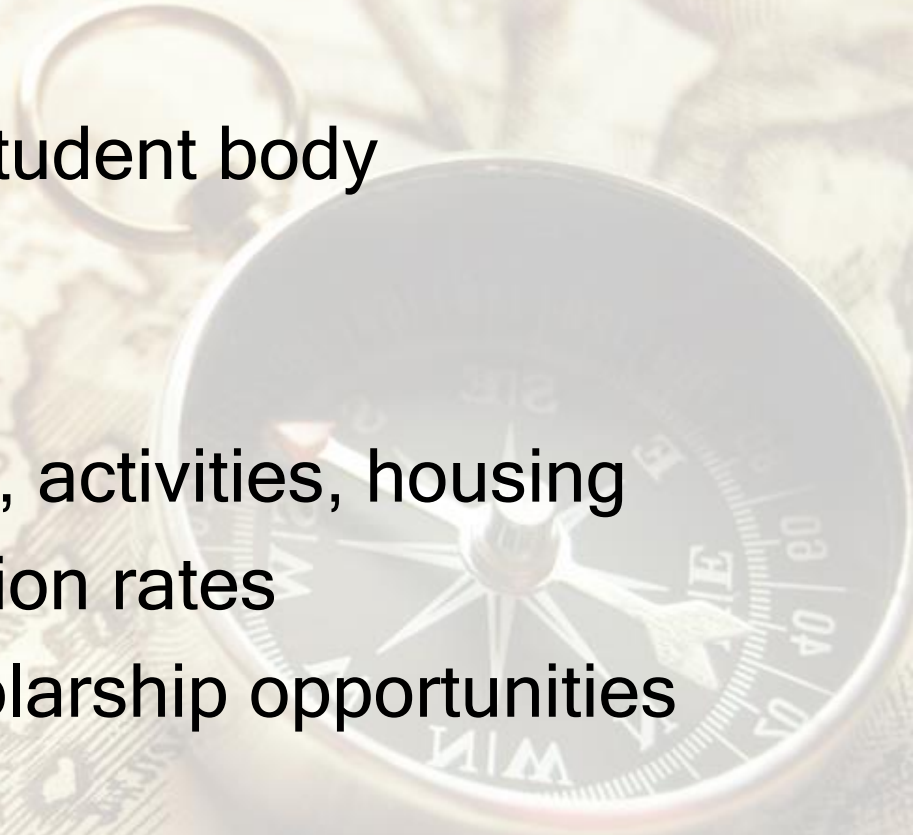 tudent body
, activities, housing
ion rates
olarship opportunities
S
S|E
E
E
W
N
N|W